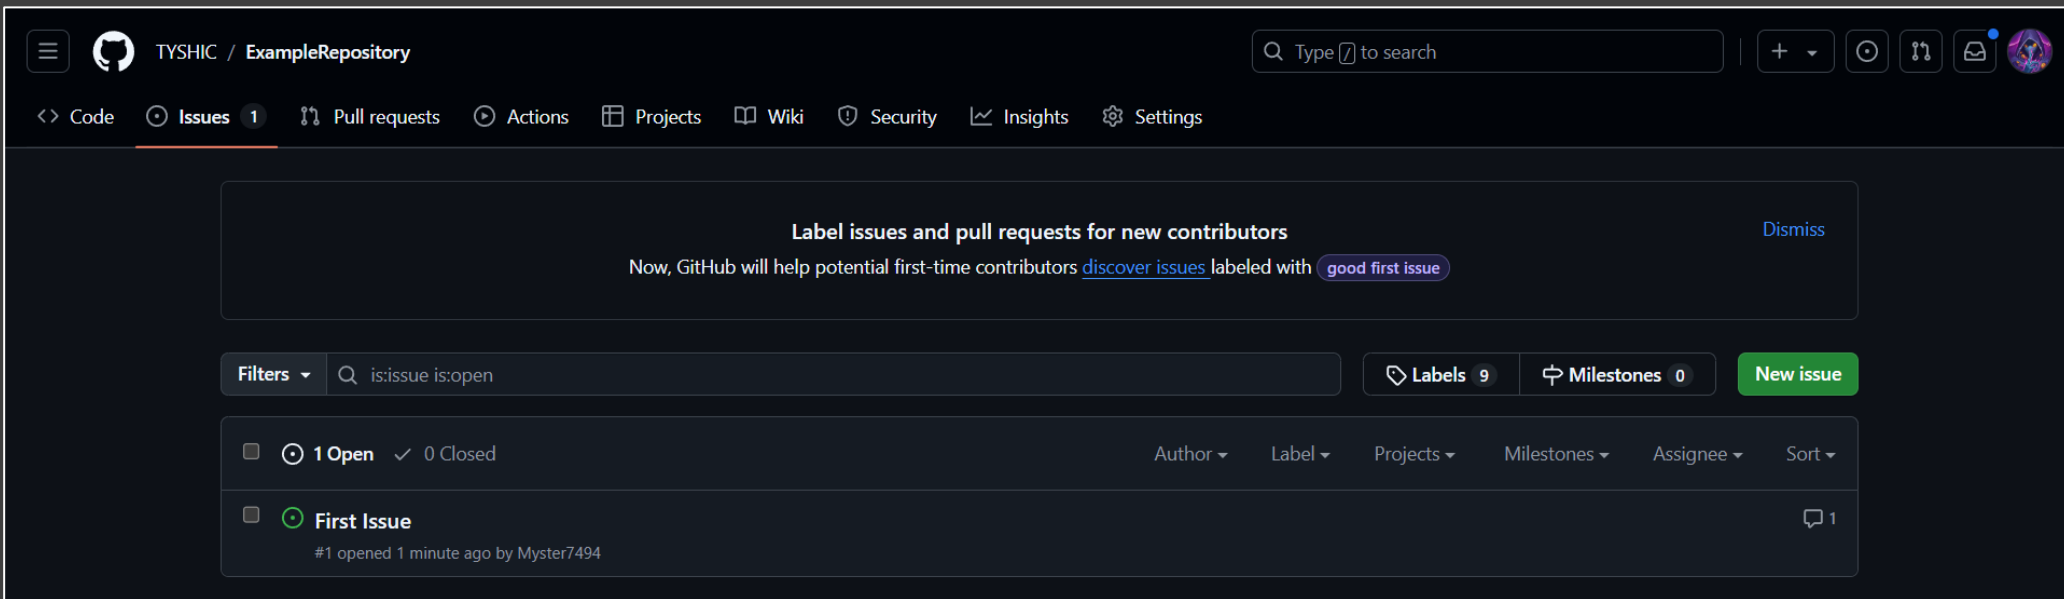 TYSHIC / ExampleRepository
Type / to search
Code Issues 1 Pull requests Actions Projects Wiki Security Insights Settings
Label issues and pull requests for new contributors
Dismiss
Now, GitHub will help potential first-time contributors discover issues labeled with good first issue
Filters is:issue is:open Labels 9 Milestones 0 New issue
1 Open 0 Closed Author Label Projects Milestones Assignee Sort
First Issue 1
#1 opened 1 minute ago by Myster7494